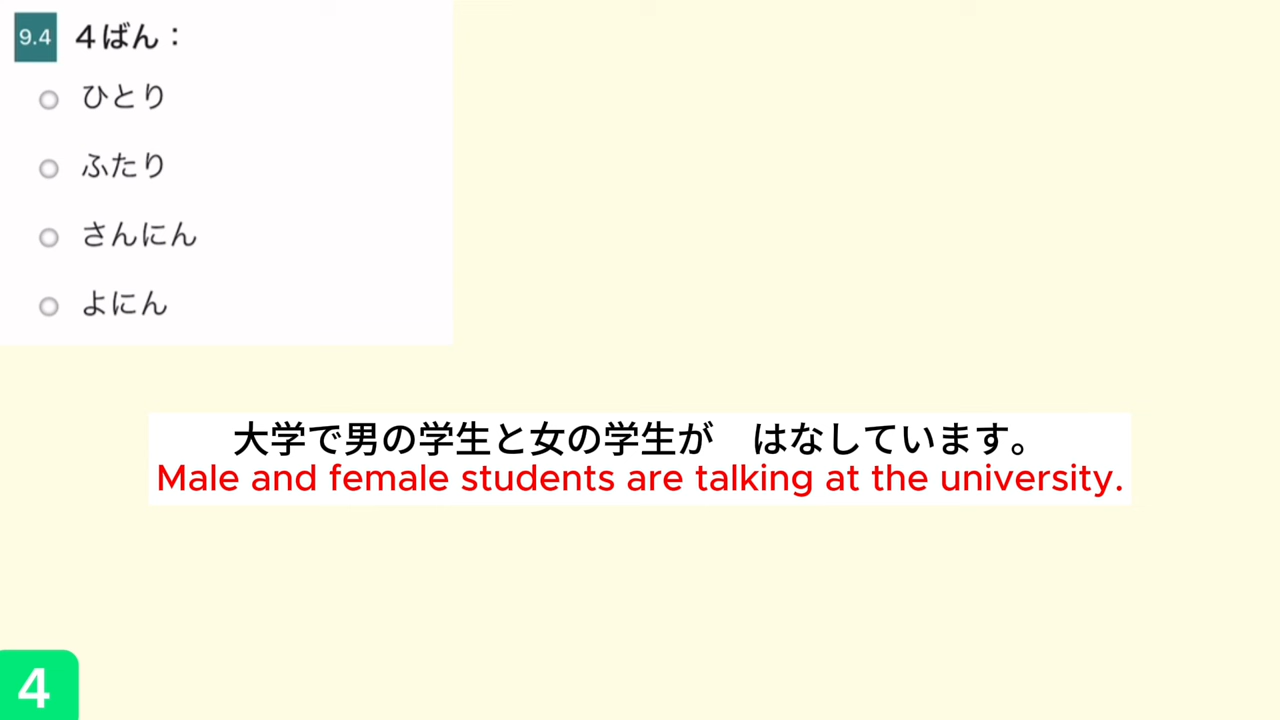 9.4 4ばん：
ひとり
ふたり
さんにん
よにん
大学で男の学生と女の学生が　はなしています。
Male and female students are talking at the university.
4